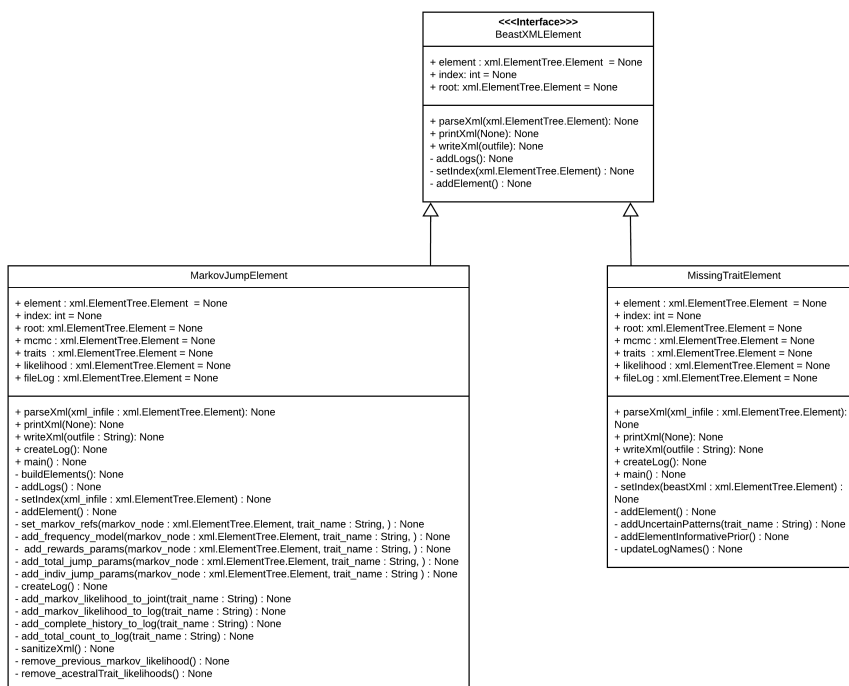 <<<Interface>>>
BeastXMLElement
+ element : xml.ElementTree.Element = None
+ index: int = None
+ root: xml.ElementTree.Element = None
+ parseXml(xml.ElementTree.Element): None
+ printXml(None): None
+ writeXml(outfile): None
- addLogs(): None
- setIndex(xml.ElementTree.Element) : None
- addElement() : None
MarkovJumpElement
+ element : xml.ElementTree.Element = None
+ index: int = None
+ root: xml.ElementTree.Element = None
+ mcmc : xml.ElementTree.Element = None
+ traits : xml.ElementTree.Element = None
+ likelihood : xml.ElementTree.Element = None
+ fileLog : xml.ElementTree.Element = None
+ parseXml(xml_infile : xml.ElementTree.Element): None
+ printXml(None): None
+ writeXml(outfile : String): None
+ createLog(): None
+ main() : None
- buildElements(): None
- addLogs() : None
- setIndex(xml_infile : xml.ElementTree.Element) : None
- addElement() : None
- set_markov_refs(markov_node : xml.ElementTree.Element, trait_name : String, ) : None
- add_frequency_model(markov_node : xml.ElementTree.Element, trait_name : String, ) : None
- add_rewards_params(markov_node : xml.ElementTree.Element, trait_name : String, ) : None
- add_total_jump_params(markov_node : xml.ElementTree.Element, trait_name : String, ) : None
- add_indiv_jump_params(markov_node : xml.ElementTree.Element, trait_name : String ) : None
- createLog() : None
- add_markov_likelihood_to_joint(trait_name : String) : None
- add_markov_likelihood_to_log(trait_name : String) : None
- add_complete_history_to_log(trait_name : String) : None
- add_total_count_to_log(trait_name : String) : None
- sanitizeXml() : None
- remove_previous_markov_likelihood() : None
- remove_acestralTrait_likelihoods() : None
MissingTraitElement
+ element : xml.ElementTree.Element = None
+ index: int = None
+ root: xml.ElementTree.Element = None
+ mcmc : xml.ElementTree.Element = None
+ traits : xml.ElementTree.Element = None
+ likelihood : xml.ElementTree.Element = None
+ fileLog : xml.ElementTree.Element = None
+ parseXml(xml_infile : xml.ElementTree.Element):
None
+ printXml(None): None
+ writeXml(outfile : String): None
+ createLog(): None
+ main() : None
- setIndex(beastXml : xml.ElementTree.Element) :
None
- addElement() : None
- addUncertainPatterns(trait_name : String) : None
- addElementInformativePrior() : None
- updateLogNames() : None